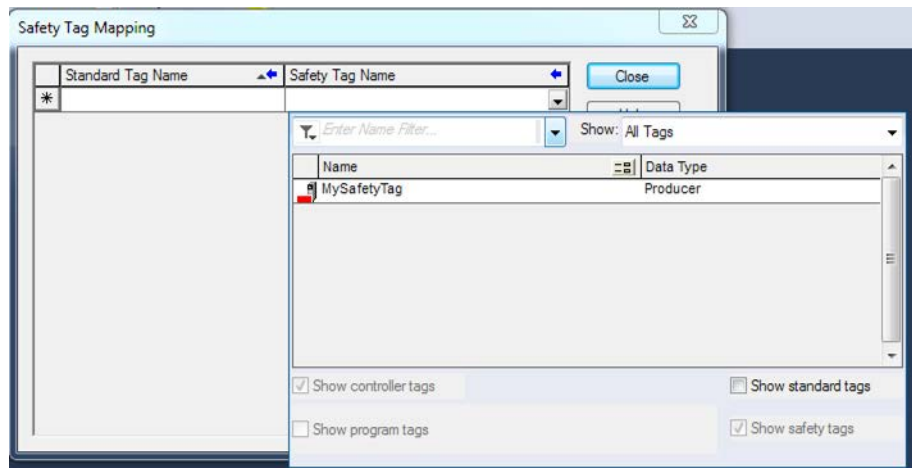 Safety Tag Mapping
Standard Tag Name Safety Tag Name Close
Enter Name Filter... Show: All Tags
Name Data Type
MySafetyTag Producer
Show controller tags Show standard tags
Show program tags Show safety tags